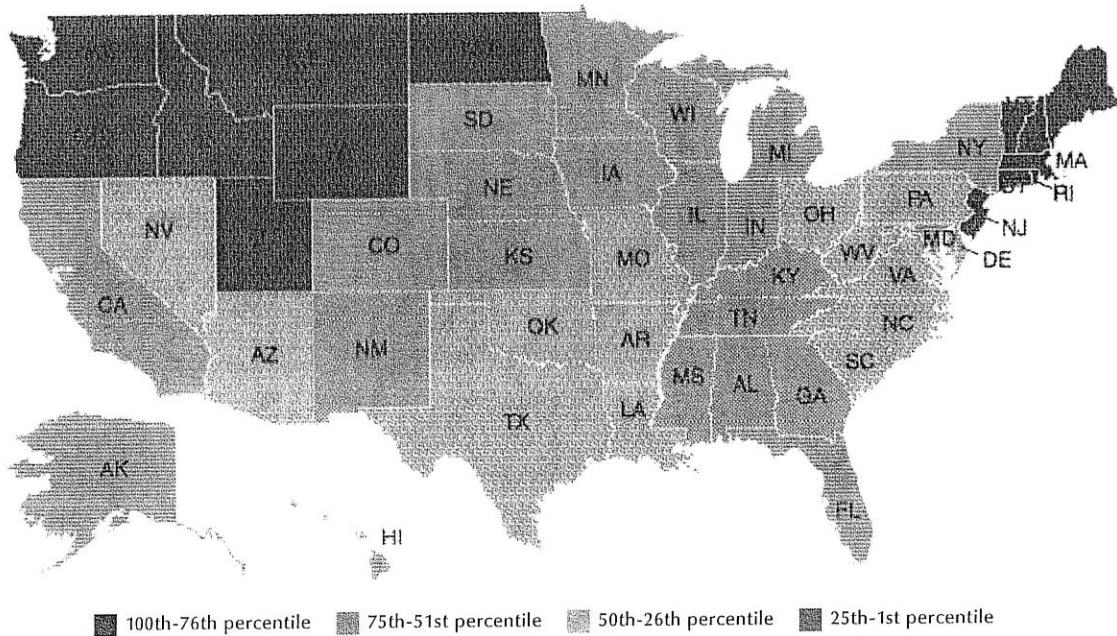 MN
SD
WI
MI
NY
MA
RI
NJ
NE
IA
PA
NV
CO
IL
IN
OH
MD
DE
KS
MO
WV
VA
CA
KY
TN
NC
OK
AR
SC
AZ
NM
MS
AL
GA
LA
TX
FL
AK
HI
100th-76th percentile 75th-51st percentile 50th-26th percentile 25th-1st percentile